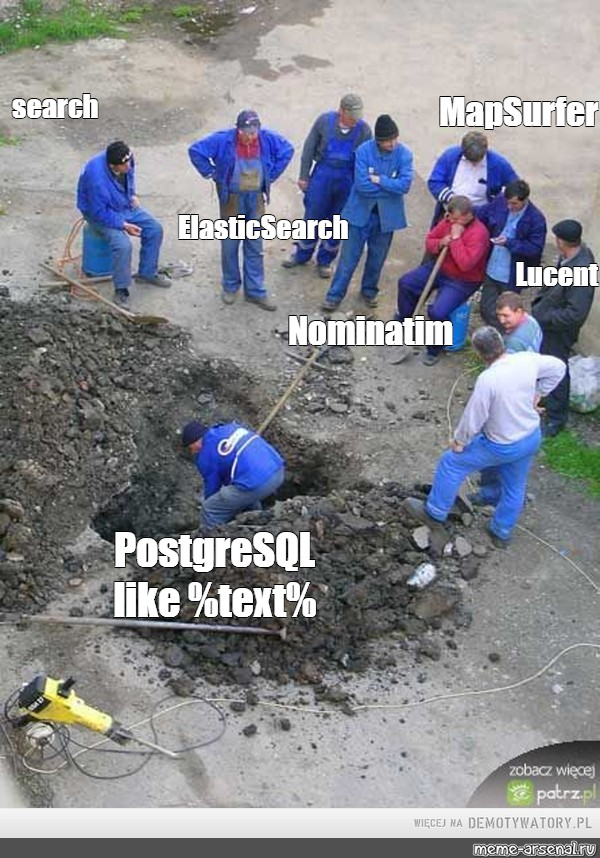 search
MapSurfer
ElasticSearch
Lucent
Nominatim
PostgreSQL
like %text%
zobacz więcej
patrz.pl
WIĘCEJ NA DEMOTYWATORY.PL
meme-arsenal.ru